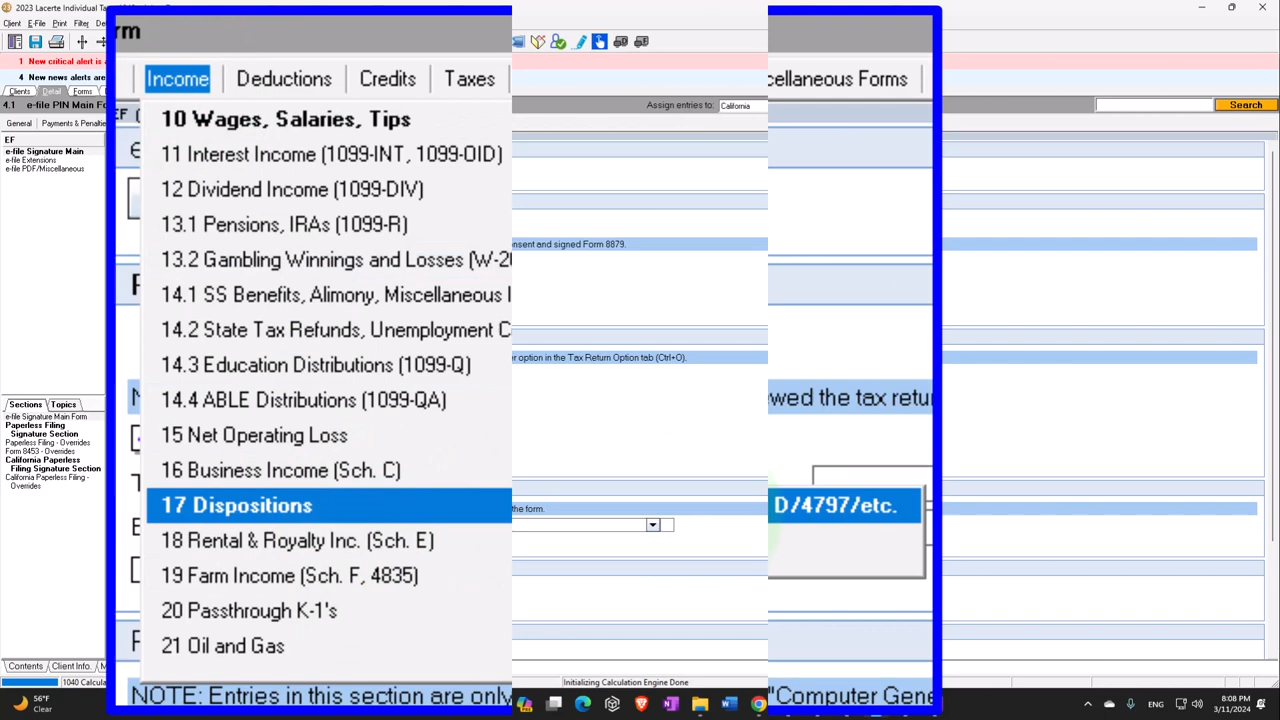 2023 Lacerte Individual Ta
Client E-File Print Filter
1 New critical alert is a
4 New news alerts are
Clients Detail Forms
4.1 e-file PIN Main Fo
Assign entries to: California
Search
General Payments & Penaltie
EF
e-file Signature Main
e-file Extensions
e-file PDF/Miscellaneous
Sections Topics
e-file Signature Main Form
Paperless Filing
Signature Section
Paperless Filing - Overrides
Form 8453 - Overrides
California Paperless
Filing Signature Section
California Paperless Filing -
Overrides
rm
Income Deductions Credits Taxes
cellaneous Forms
10 Wages, Salaries, Tips
11 Interest Income (1099-INT, 1099-OID)
12 Dividend Income (1099-DIV)
13.1 Pensions, IRAs (1099-R)
13.2 Gambling Winnings and Losses (W-2
14.1 SS Benefits, Alimony, Miscellaneous I
14.2 State Tax Refunds, Unemployment C
14.3 Education Distributions (1099-Q)
14.4 ABLE Distributions (1099-QA)
15 Net Operating Loss
16 Business Income (Sch. C)
17 Dispositions
D/4797/etc.
18 Rental & Royalty Inc. (Sch. E)
19 Farm Income (Sch. F, 4835)
20 Passthrough K-1's
21 Oil and Gas
nsent and signed Form 8879.
er option in the Tax Return Option tab (Ctrl+O).
ewed the tax retur
the form.
NOTE: Entries in this section are only
"Computer Gene
Contents Client Info. M
1040 Calcula
Initializing Calculation Engine Done
56°F
Clear
8:08 PM
3/11/2024